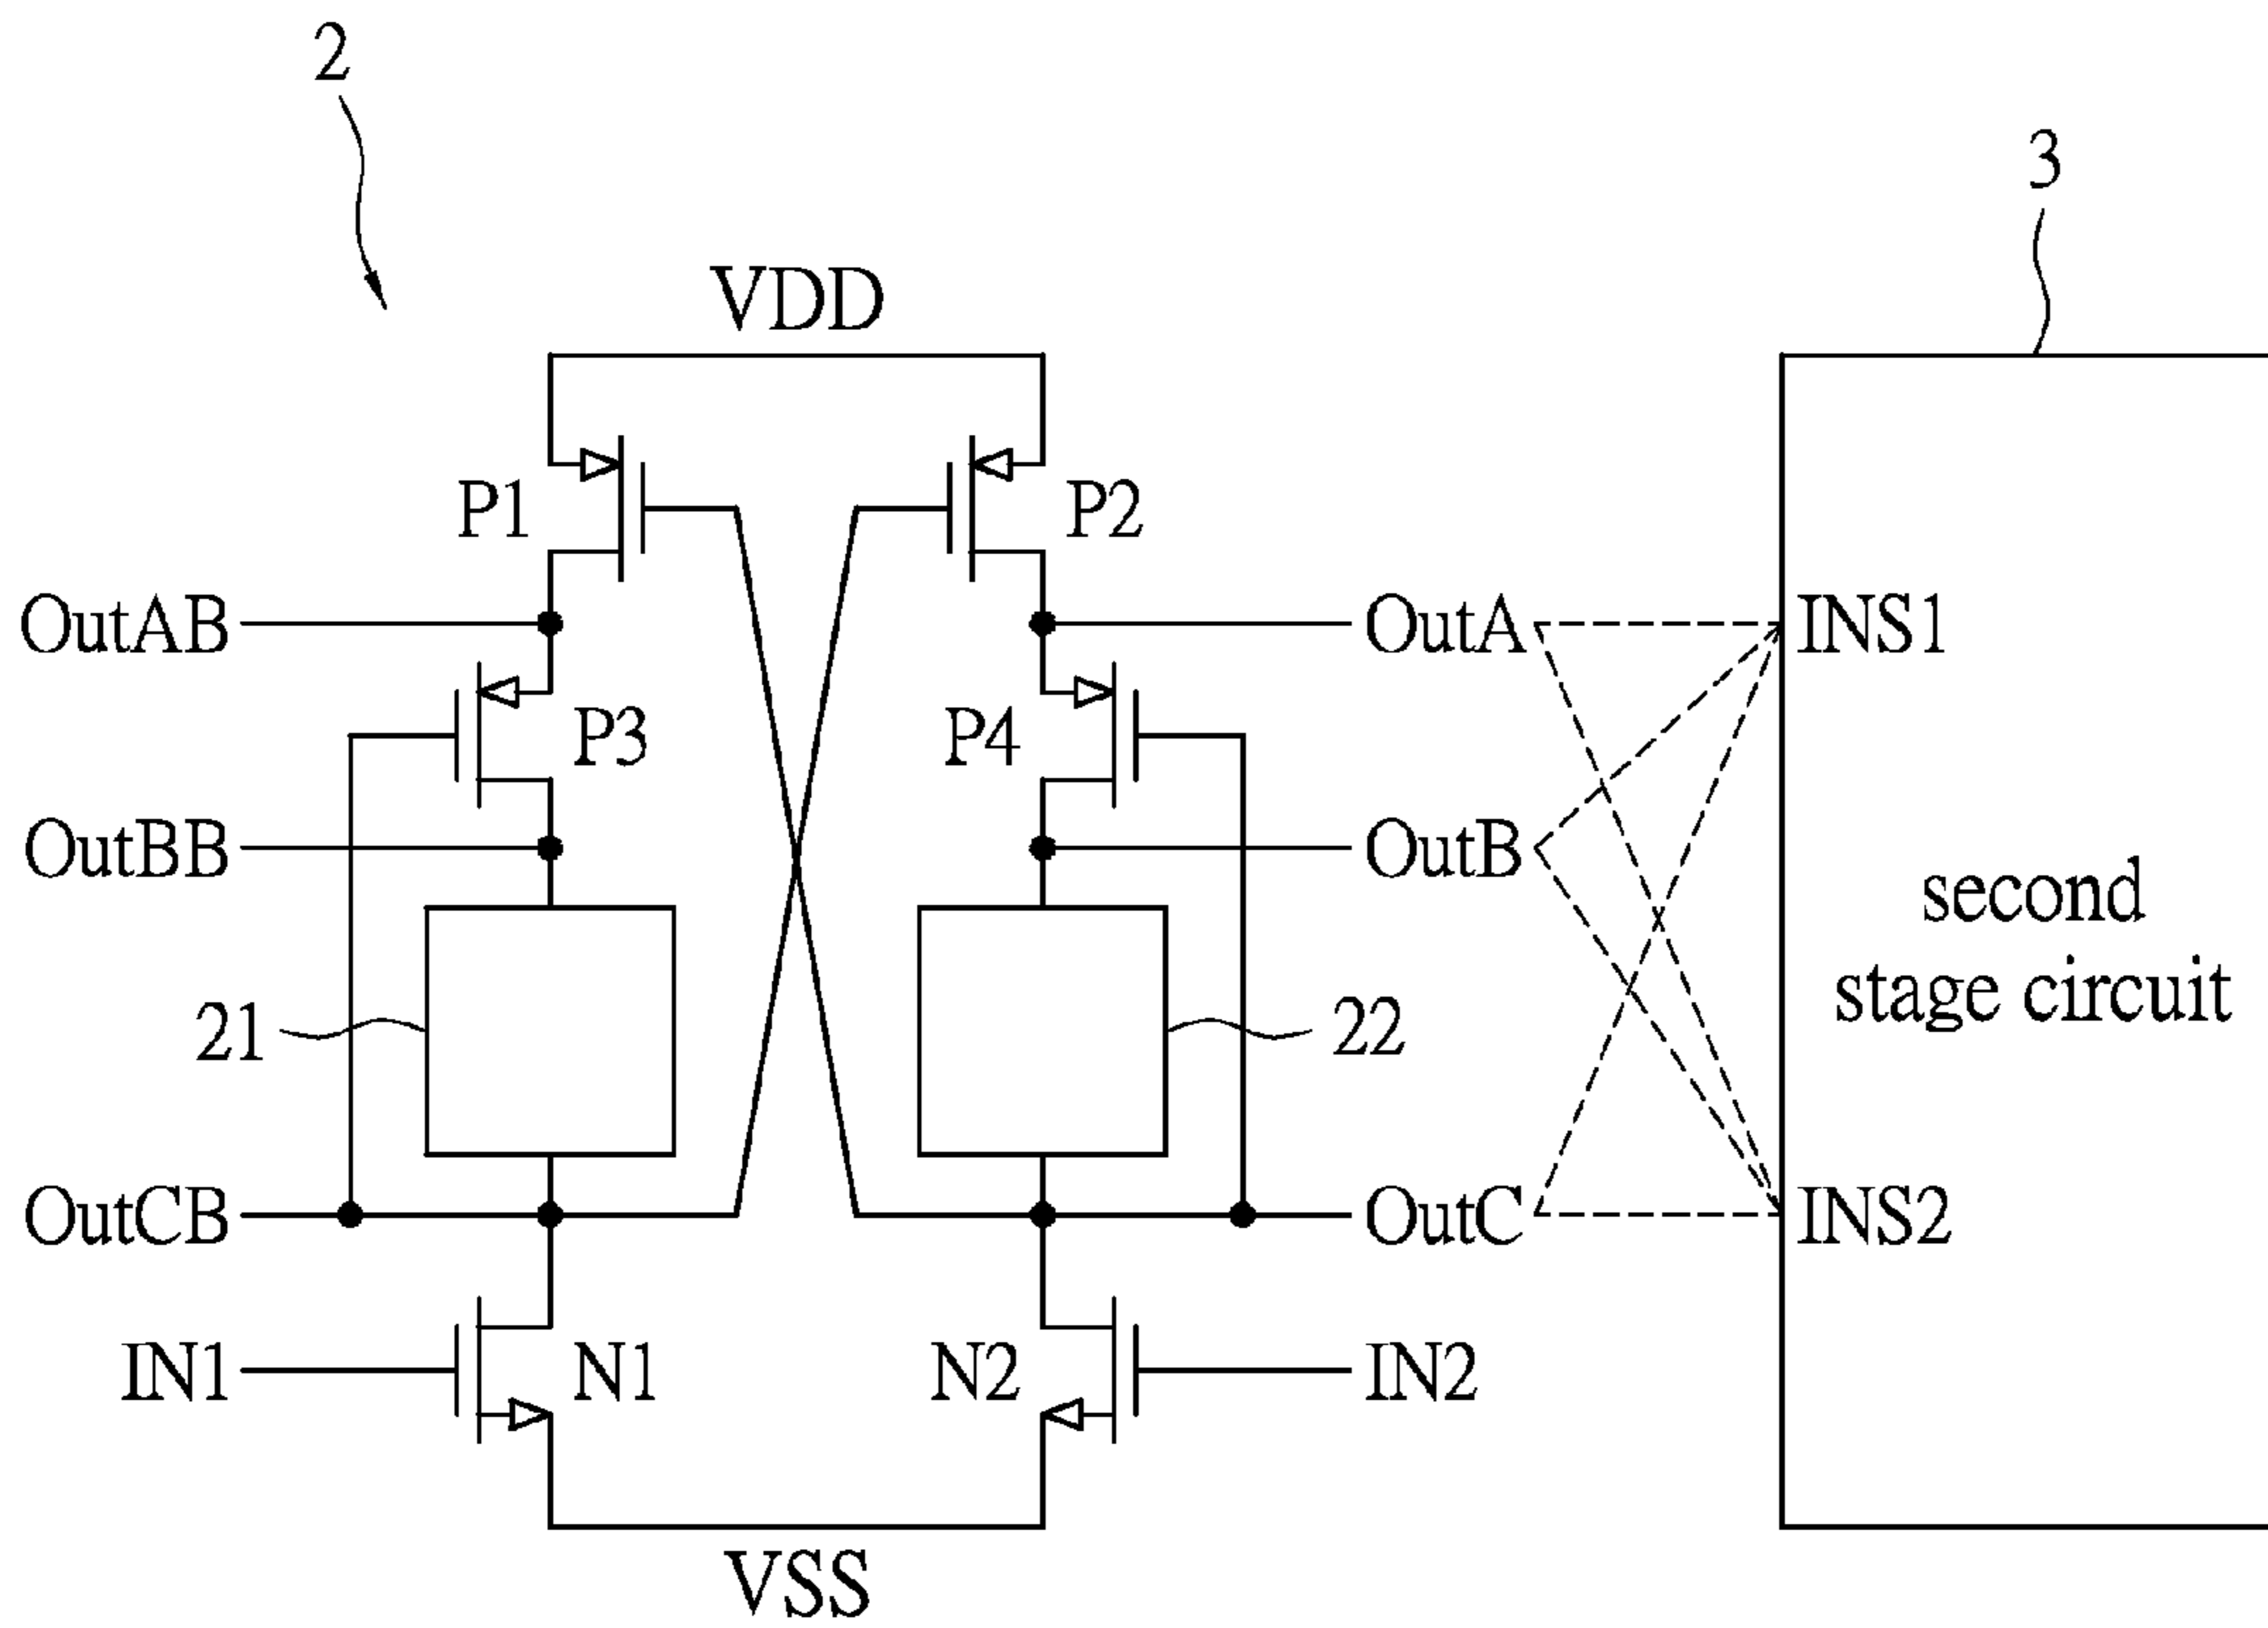 2
3
VDD
P1
P2
OutAB
OutA
INS1
P3
P4
OutBB
OutB
second
stage circuit
21
22
OutCB
OutC
INS2
IN1
N1
N2
IN2
VSS